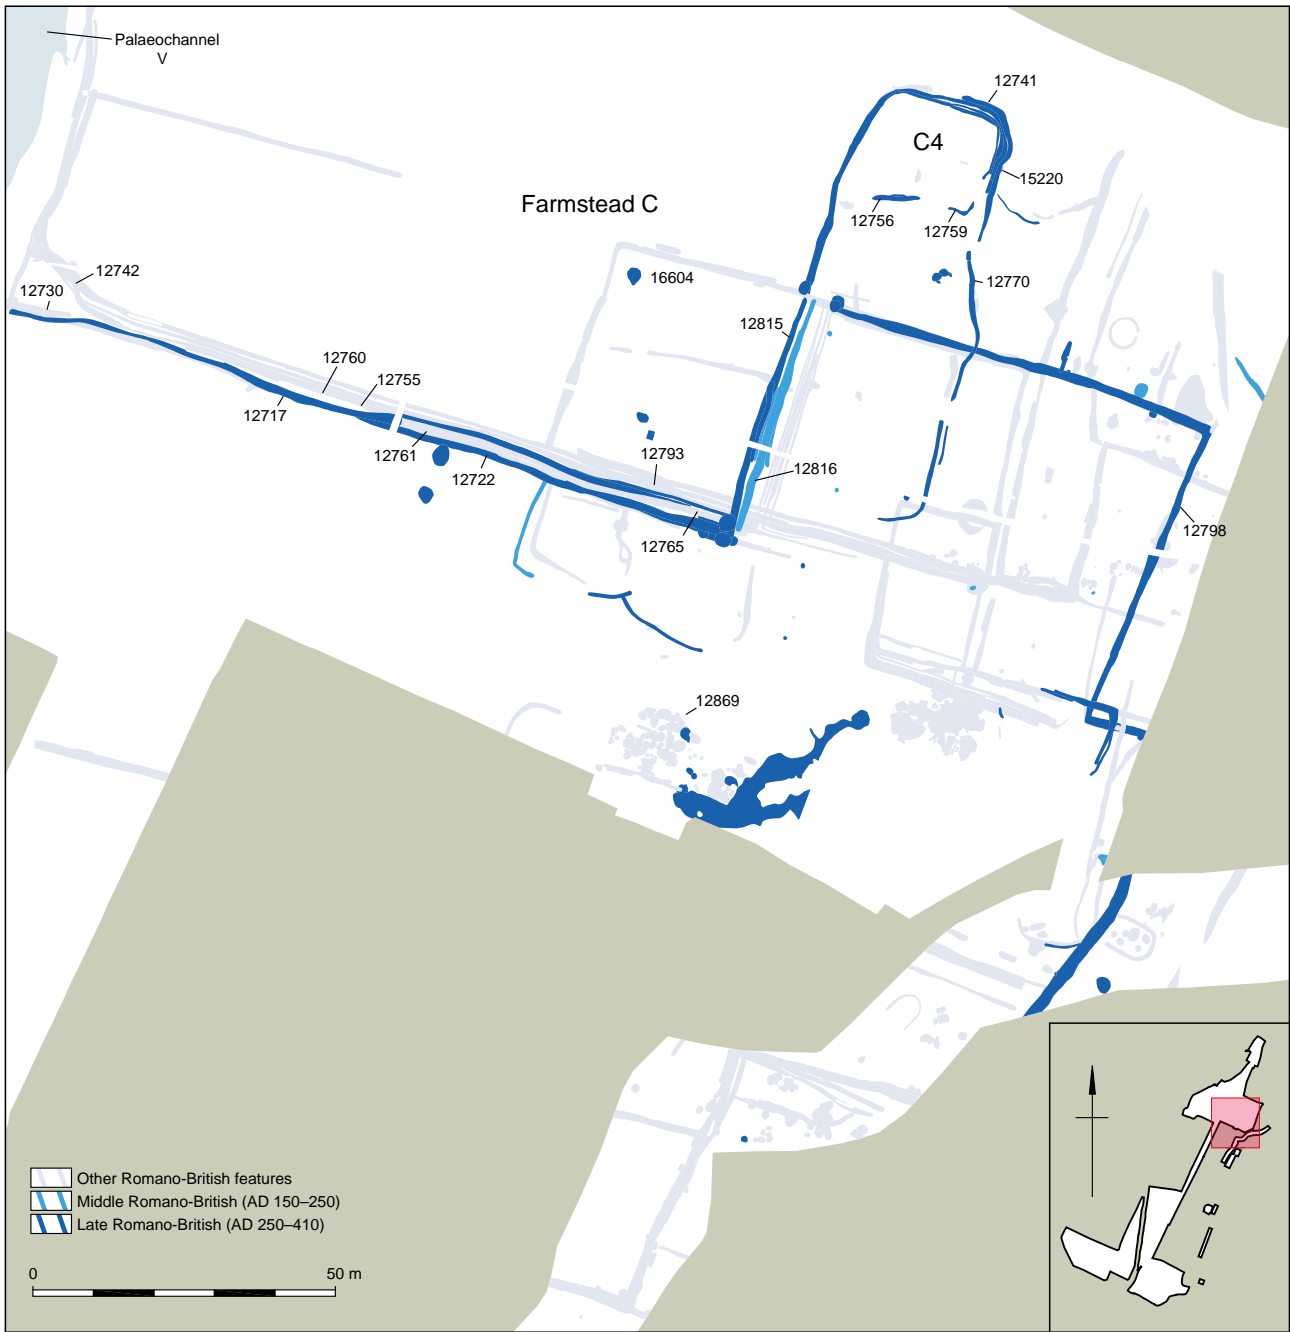 Palaeochannel
V
12741
C4
15220
Farmstead C
12756
12759
12742
16604
12770
12730
12815
12760
12755
12717
12761
12793
12722
12816
12798
12765
12869
Other Romano-British features
Middle Romano-British (AD 150–250)
Late Romano-British (AD 250–410)
0 50 m